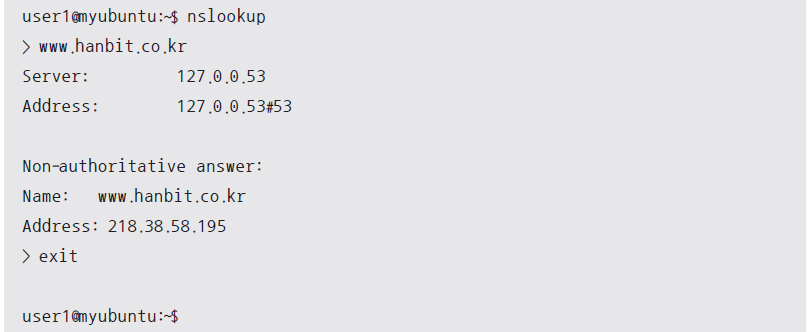 user1@myubuntu:~$ nslookup
> www.hanbit.co.kr
Server: 127.0.0.53
Address: 127.0.0.53#53
Non-authoritative answer:
Name: www.hanbit.co.kr
Address: 218.38.58.195
> exit
user1@myubuntu:~$